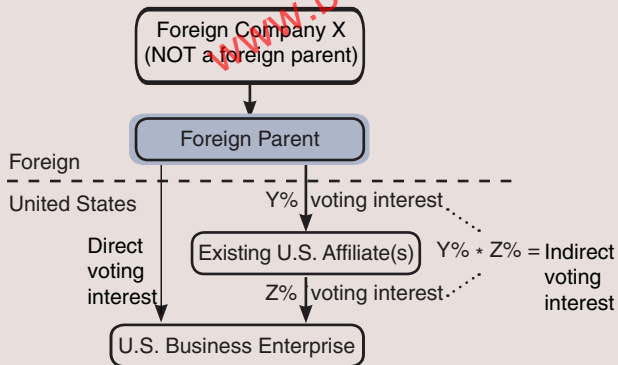 Foreign Company X
(NOT a foreign parent)
www.b
Foreign Parent
Foreign
United States
Y% voting interest
Direct
voting
interest
Existing U.S. Affiliate(s)
Y% * Z% = Indirect
voting
interest
Z% voting interest
U.S. Business Enterprise